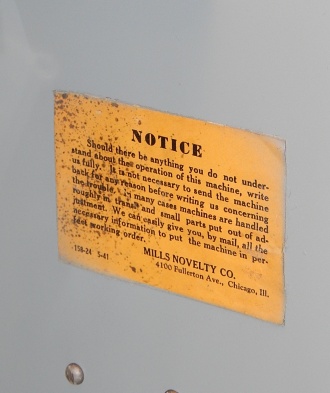 NOTICE
Should there be anything you do not under-
stand about the operation of this machine, write
us fully. It is not necessary to send the machine
back for any reason before writing us concerning
the trouble. In many cases machines are handled
roughly in transit and small parts put out of ad-
justment. We can easily give you, by mail, all the
necessary information to put the machine in per-
fect working order.
MILLS NOVELTY CO.
158-24 5-41
4100 Fullerton Ave., Chicago, Ill.